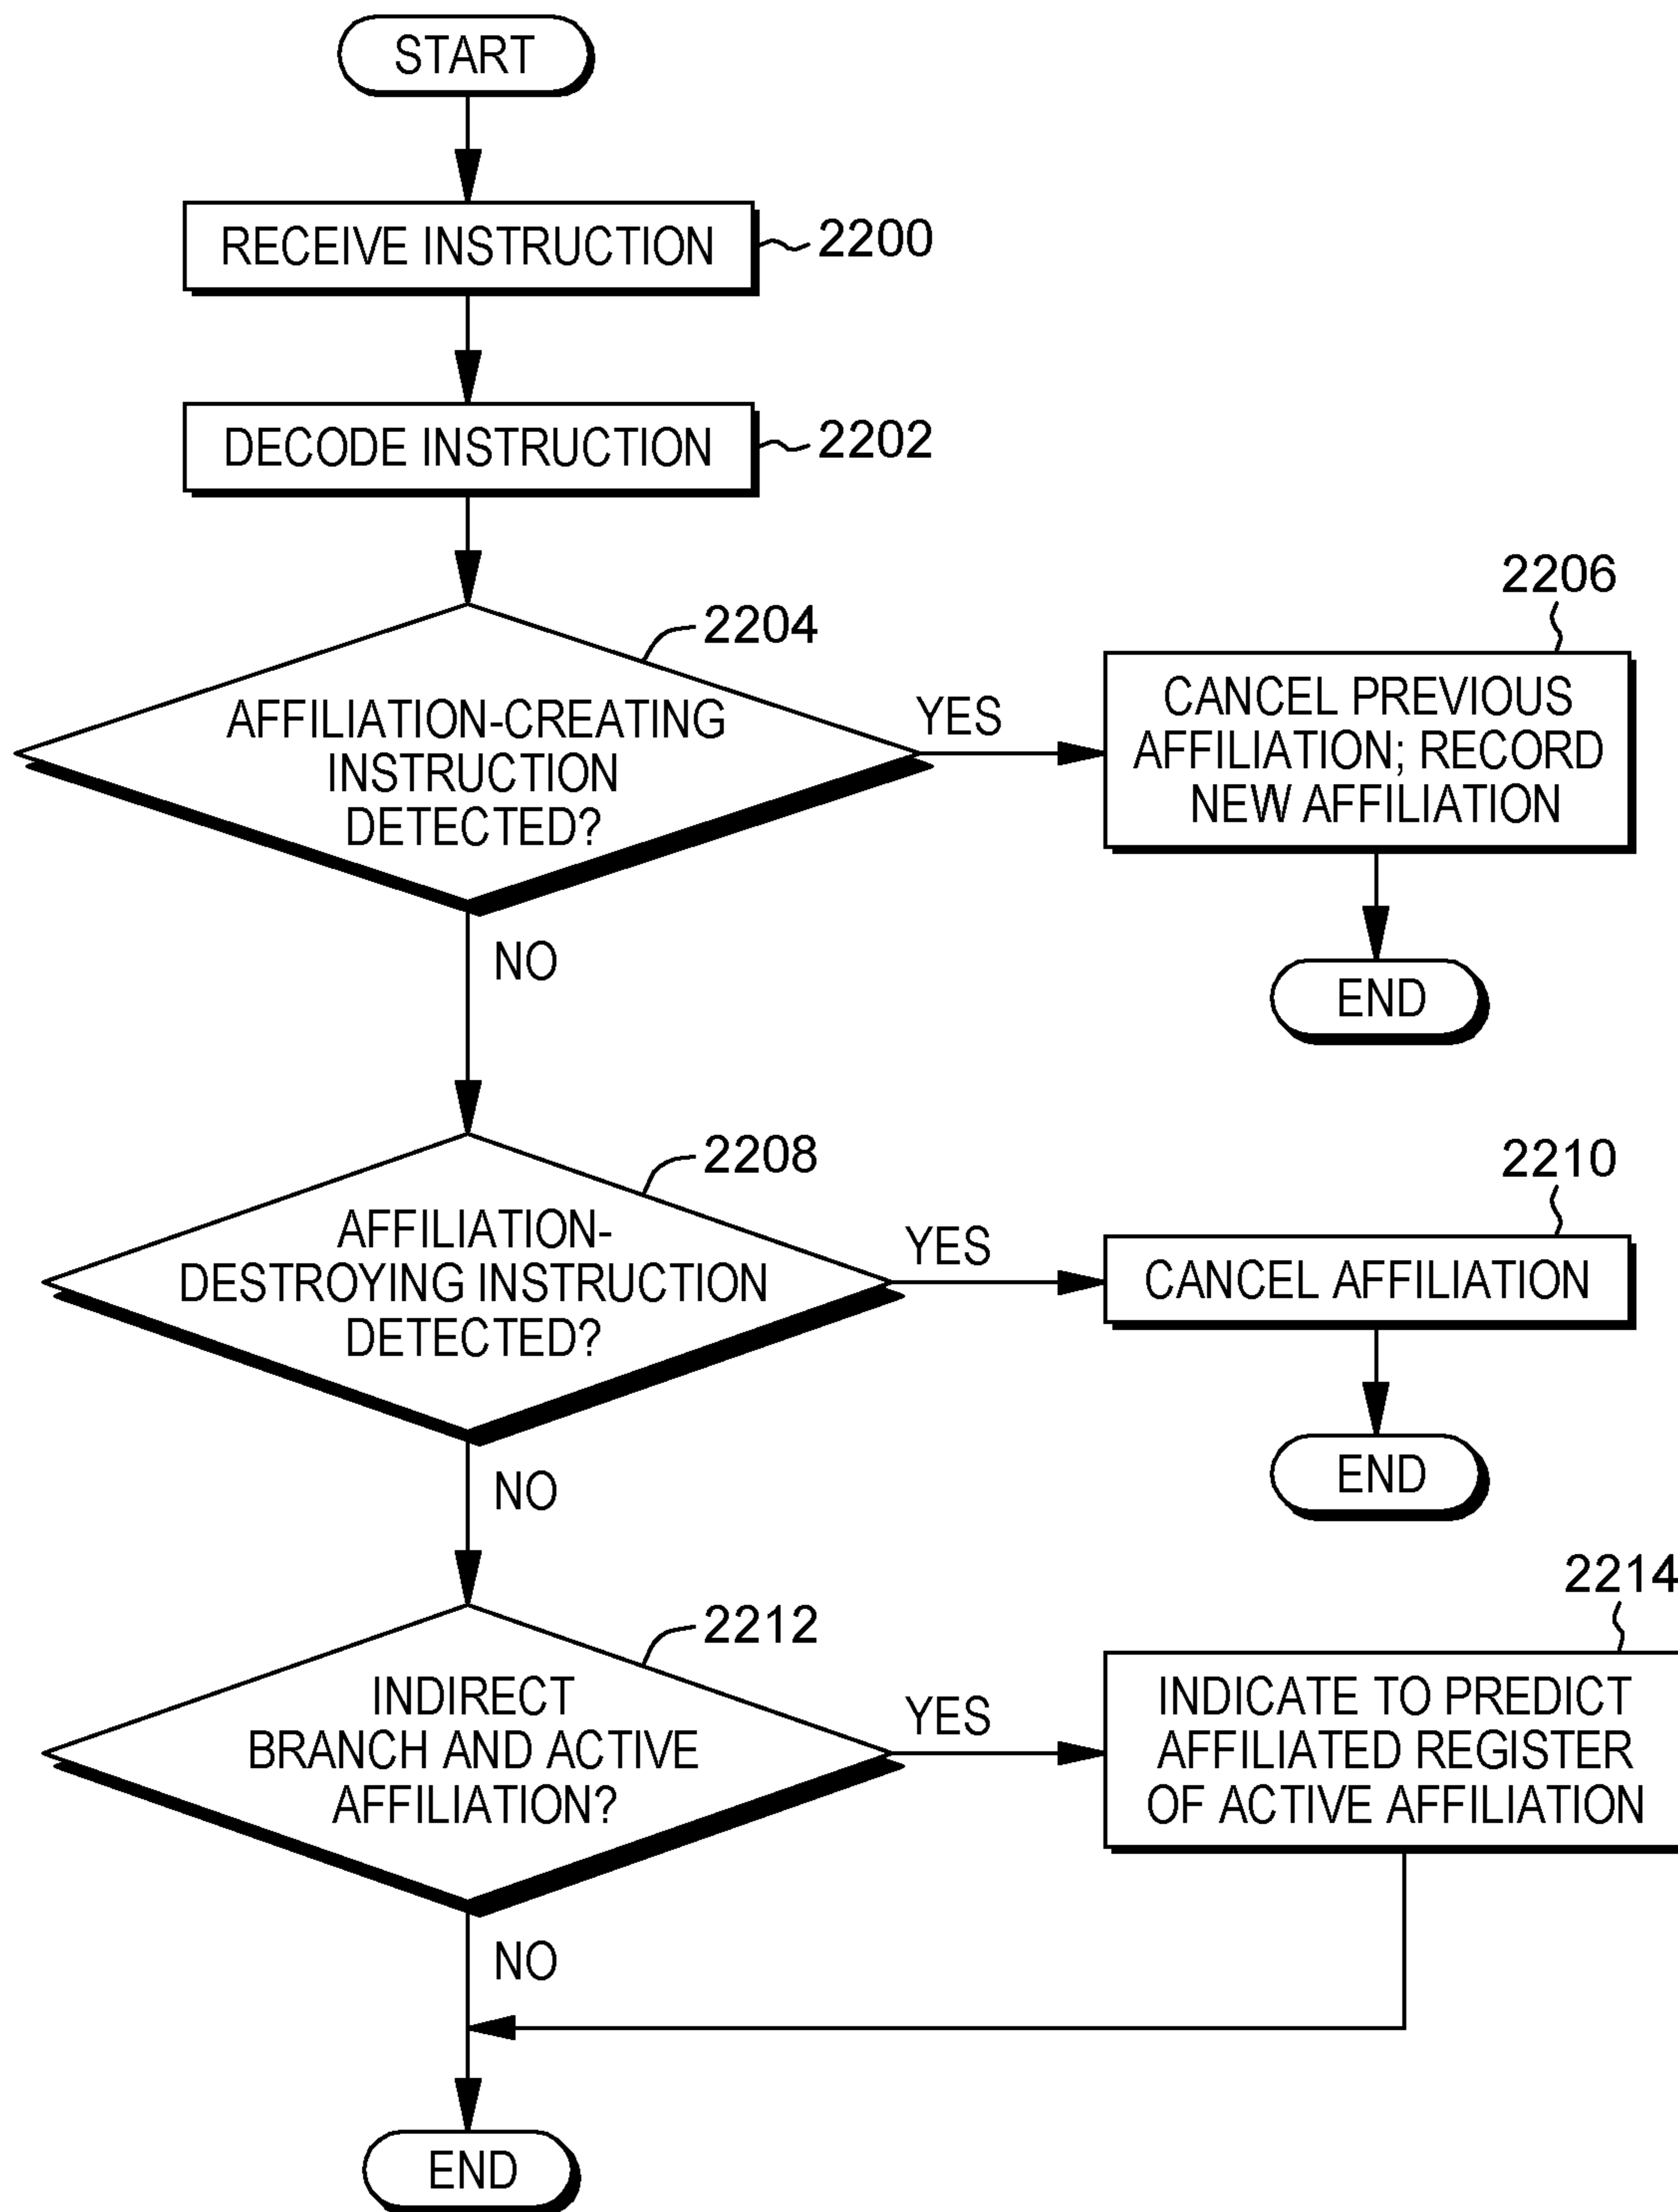 START
RECEIVE INSTRUCTION
2200
DECODE INSTRUCTION
2202
2204
AFFILIATION-CREATING
INSTRUCTION
DETECTED?
YES
2206
CANCEL PREVIOUS
AFFILIATION; RECORD
NEW AFFILIATION
END
NO
2208
AFFILIATION-
DESTROYING INSTRUCTION
DETECTED?
YES
2210
CANCEL AFFILIATION
END
NO
2212
INDIRECT
BRANCH AND ACTIVE
AFFILIATION?
YES
2214
INDICATE TO PREDICT
AFFILIATED REGISTER
OF ACTIVE AFFILIATION
NO
END